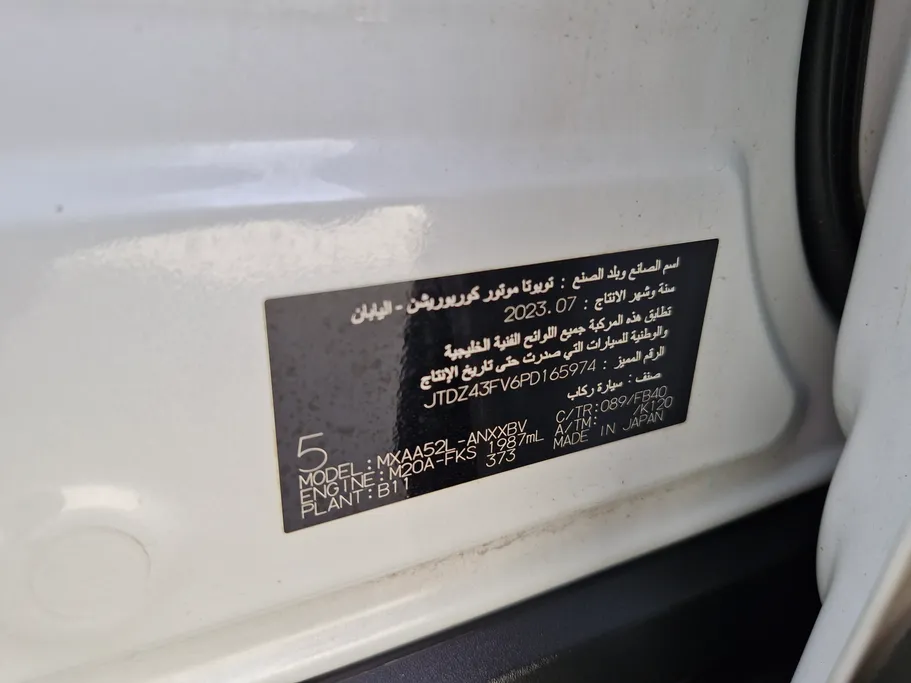 اسم الصانع وبلد الصنع : تويوتا موتور كوربوريشن - اليابان
سنة وشهر الانتاج : 2023.07
تطابق هذه المركبة جميع اللوائح الفنية الخليجية
والوطنية للسيارات التي صدرت حتى تاريخ الإنتاج
الرقم المميز : JTDZ43FV6PD165974
صنف : سيارة ركاب
5
MODEL:MXAA52L-ANXXBV C/TR:089/FB40
ENGINE:M20A-FKS 1987mL A/TM: /K120
PLANT:B11 373 MADE IN JAPAN